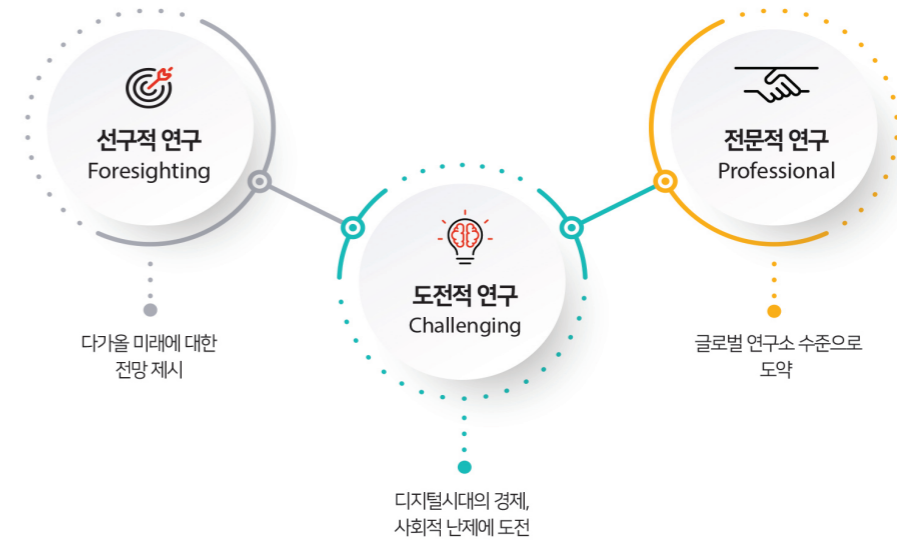 선구적 연구
Foresighting
다가올 미래에 대한
전망 제시
도전적 연구
Challenging
디지털시대의 경제,
사회적 난제에 도전
전문적 연구
Professional
글로벌 연구소 수준으로
도약